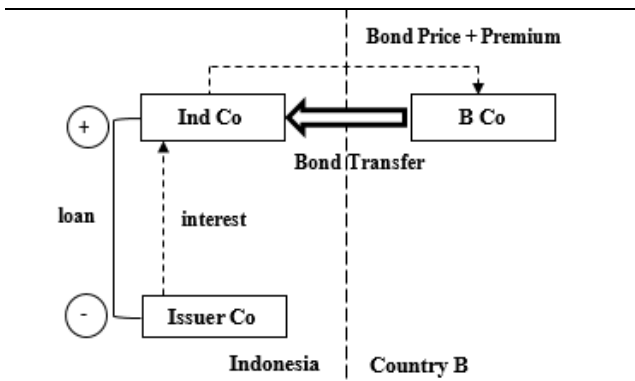 Bond Price + Premium
+
Ind Co
B Co
Bond Transfer
loan
interest
-
Issuer Co
Indonesia
Country B